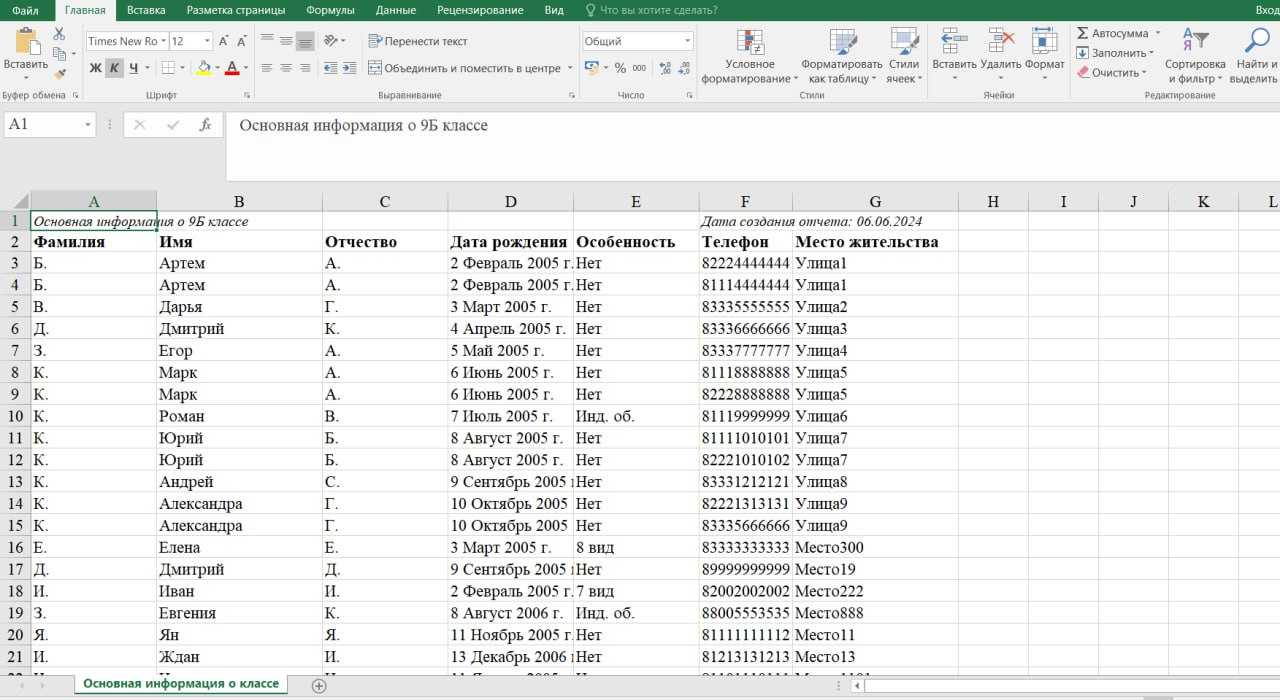 Файл Главная Вставка Разметка страницы Формулы Данные Рецензирование Вид Что вы хотите сделать? Вход
Times New Ro 12 Перенести текст Общий Автосумма
Вставить Ж К Ч Объединить и поместить в центре % 000 Условное форматирование Форматировать как таблицу Стили ячеек Вставить Удалить Формат Заполнить Очистить Сортировка и фильтр Найти и выделить
Буфер обмена Шрифт Выравнивание Число Стили Ячейки Редактирование
A1 fx Основная информация о 9Б классе
A B C D E F G H I J K L
1 Основная информация о 9Б классе Дата создания отчета: 06.06.2024
2 Фамилия Имя Отчество Дата рождения Особенность Телефон Место жительства
3 Б. Артем А. 2 Февраль 2005 г. Нет 82224444444 Улица1
4 Б. Артем А. 2 Февраль 2005 г. Нет 81114444444 Улица1
5 В. Дарья Г. 3 Март 2005 г. Нет 83335555555 Улица2
6 Д. Дмитрий К. 4 Апрель 2005 г. Нет 83336666666 Улица3
7 З. Егор А. 5 Май 2005 г. Нет 83337777777 Улица4
8 К. Марк А. 6 Июнь 2005 г. Нет 81118888888 Улица5
9 К. Марк А. 6 Июнь 2005 г. Нет 82228888888 Улица5
10 К. Роман В. 7 Июль 2005 г. Инд. об. 81119999999 Улица6
11 К. Юрий Б. 8 Август 2005 г. Нет 81111010101 Улица7
12 К. Юрий Б. 8 Август 2005 г. Нет 82221010102 Улица7
13 К. Андрей С. 9 Сентябрь 2005 Нет 83331212121 Улица8
14 К. Александра Г. 10 Октябрь 2005 Нет 82221313131 Улица9
15 К. Александра Г. 10 Октябрь 2005 Нет 83335666666 Улица9
16 Е. Елена Е. 3 Март 2005 г. 8 вид 83333333333 Место300
17 Д. Дмитрий Д. 9 Сентябрь 2005 Нет 89999999999 Место19
18 И. Иван И. 2 Февраль 2005 г. 7 вид 82002002002 Место222
19 З. Евгения К. 8 Август 2006 г. Инд. об. 88005553535 Место888
20 Я. Ян Я. 11 Ноябрь 2005 г. Нет 81111111112 Место11
21 И. Ждан И. 13 Декабрь 2006 Нет 81213131213 Место13
Основная информация о классе